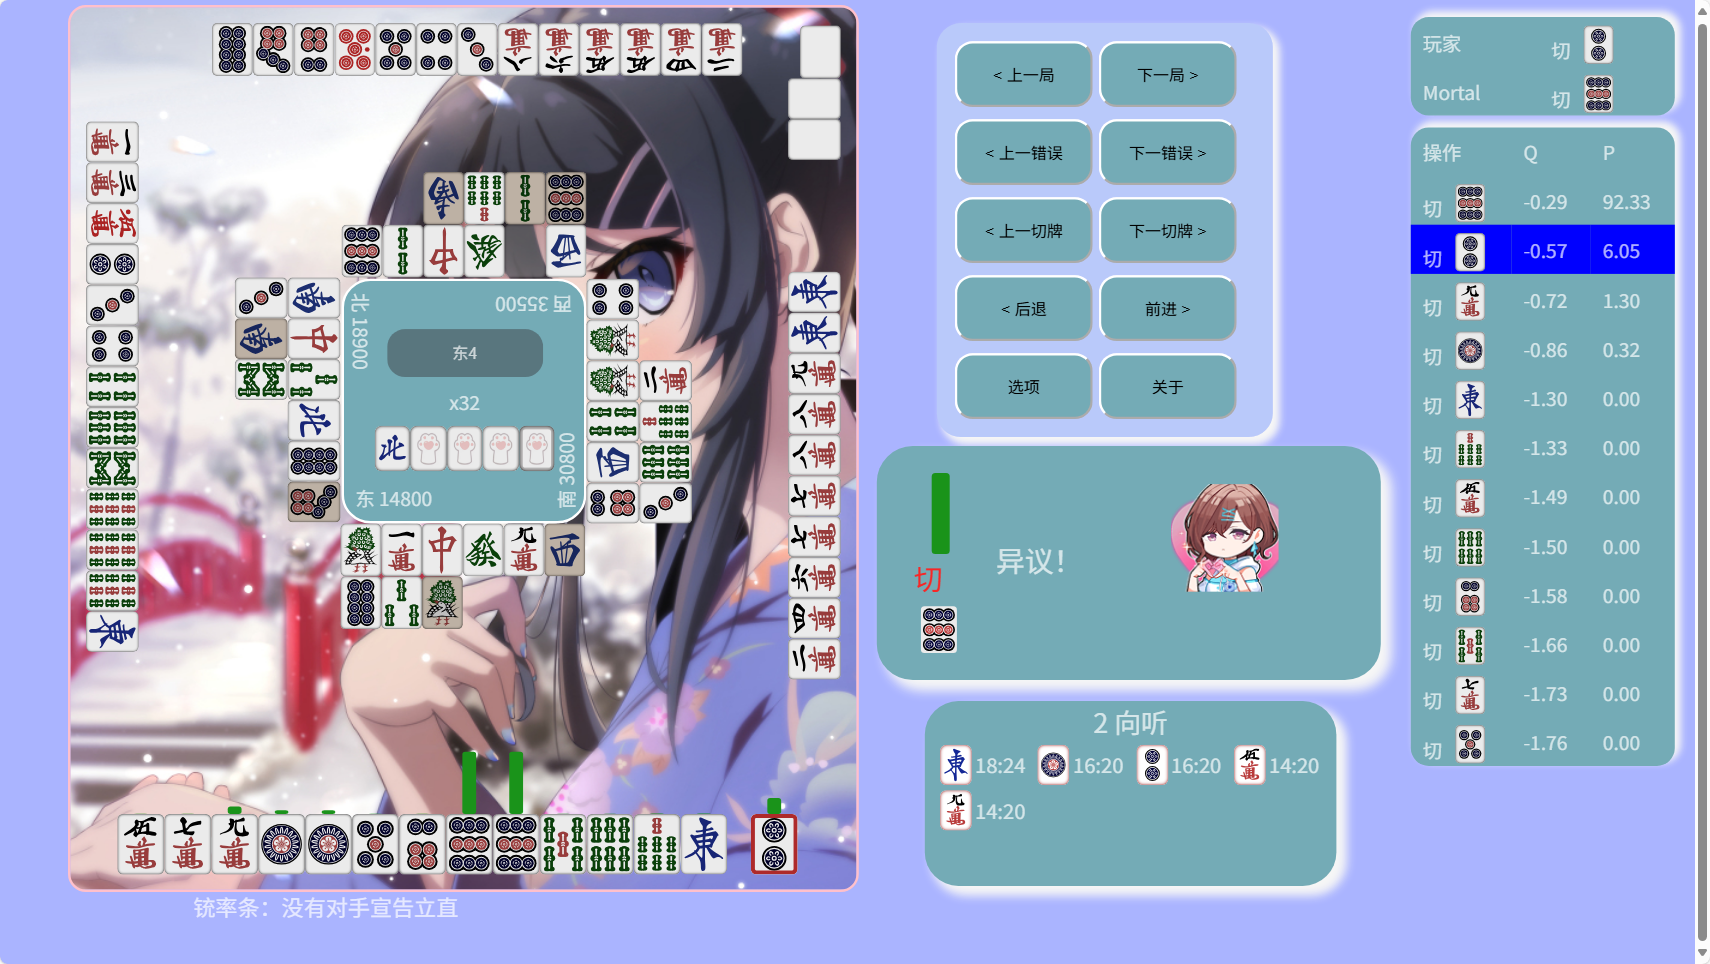 西 35500
北 18900
东4
x32
南 30800
东 14800
铳率条：没有对手宣告立直
< 上一局
下一局 >
< 上一错误
下一错误 >
< 上一切牌
下一切牌 >
< 后退
前进 >
选项
关于
切
异议！
2 向听
18:24
16:20
16:20
14:20
14:20
玩家 切
Mortal 切
操作 Q P
切 -0.29 92.33
切 -0.57 6.05
切 -0.72 1.30
切 -0.86 0.32
切 -1.30 0.00
切 -1.33 0.00
切 -1.49 0.00
切 -1.50 0.00
切 -1.58 0.00
切 -1.66 0.00
切 -1.73 0.00
切 -1.76 0.00